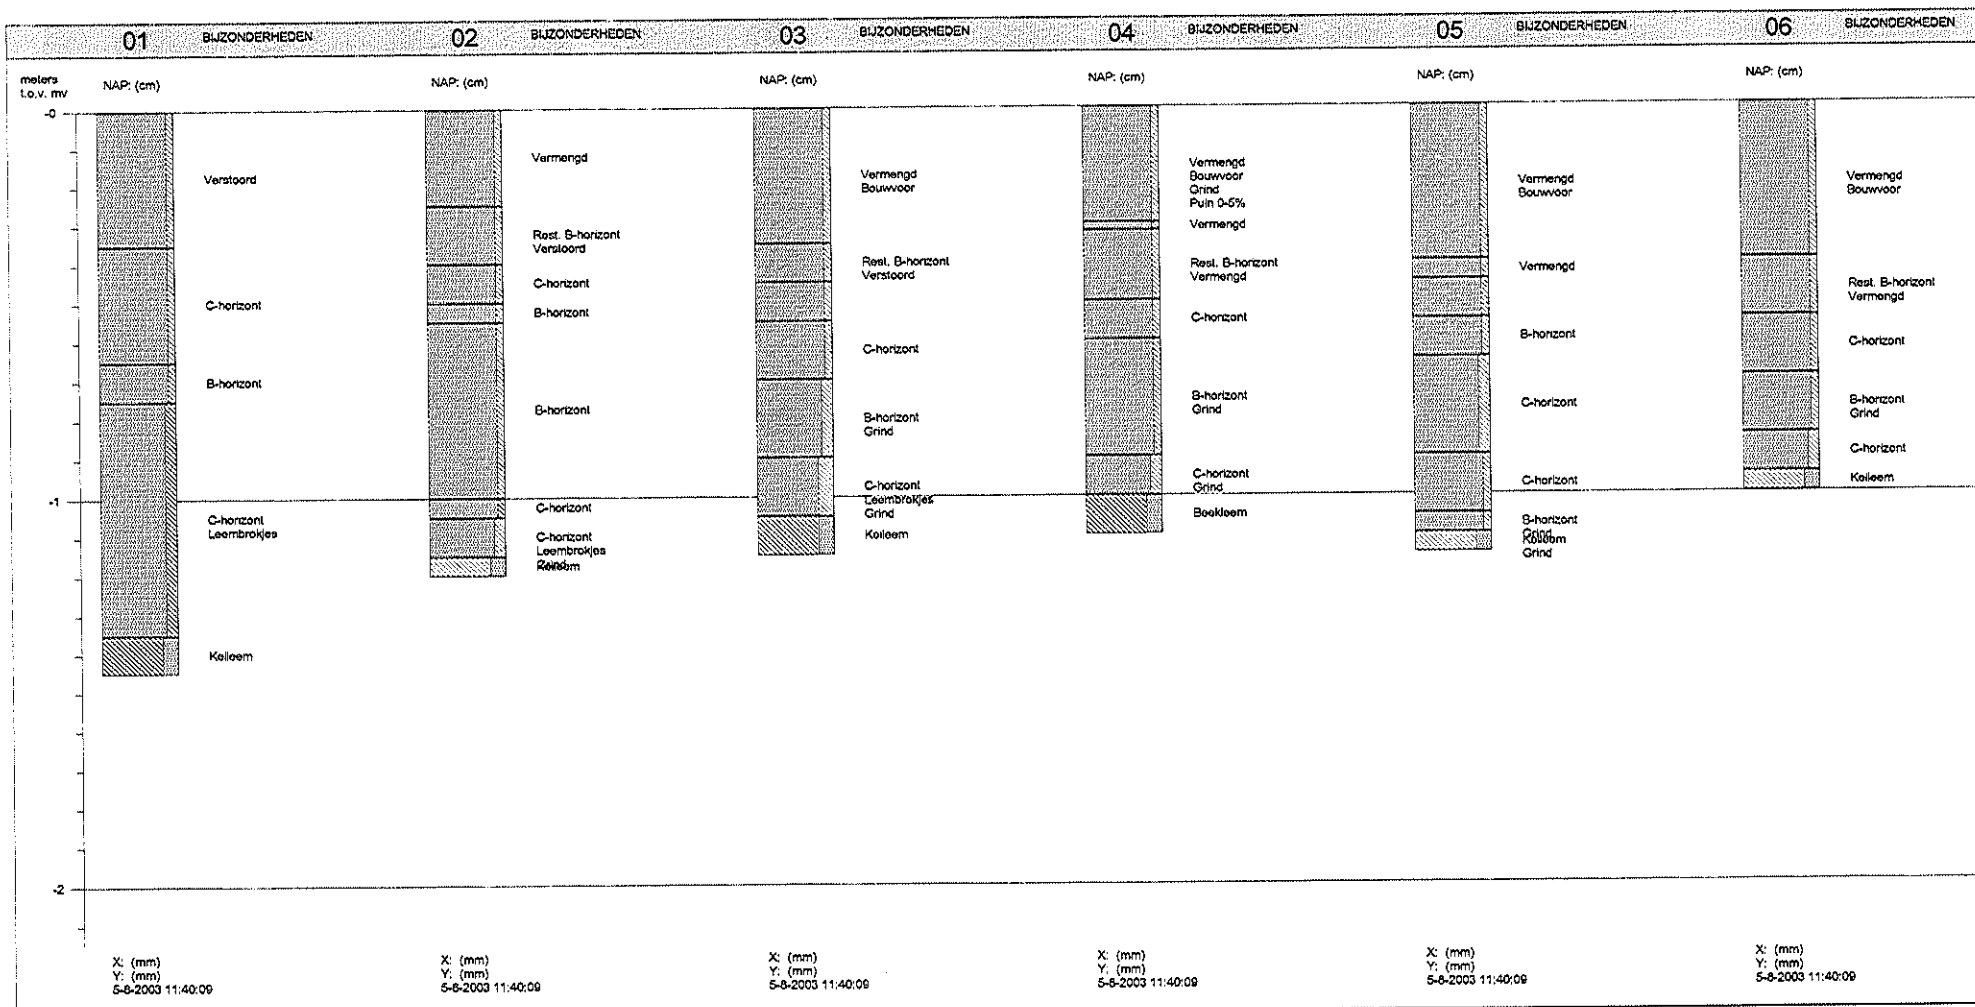 01 BIJZONDERHEDEN 02 BIJZONDERHEDEN 03 BIJZONDERHEDEN 04 BIJZONDERHEDEN 05 BIJZONDERHEDEN 06 BIJZONDERHEDEN
meters
t.o.v. mv
NAP: (cm) NAP: (cm) NAP: (cm) NAP: (cm) NAP: (cm) NAP: (cm)
-0
-1
-2
Verstoord
C-horizont
B-horizont
C-horizont
Leembrokjes
Keileem
X: (mm)
Y: (mm)
5-8-2003 11:40:09
Vermengd
Rest. B-horizont
Verstoord
C-horizont
B-horizont
B-horizont
C-horizont
C-horizont
Leembrokjes
Grind
Keileem
X: (mm)
Y: (mm)
5-8-2003 11:40:09
Vermengd
Bouwvoor
Rest. B-horizont
Verstoord
C-horizont
B-horizont
Grind
C-horizont
Leembrokjes
Grind
Keileem
X: (mm)
Y: (mm)
5-8-2003 11:40:09
Vermengd
Bouwvoor
Grind
Puin 0-5%
Vermengd
Rest. B-horizont
Vermengd
C-horizont
B-horizont
Grind
C-horizont
Grind
Beekleem
X: (mm)
Y: (mm)
5-8-2003 11:40:09
Vermengd
Bouwvoor
Vermengd
B-horizont
C-horizont
C-horizont
B-horizont
Grind
Keileem
Grind
X: (mm)
Y: (mm)
5-8-2003 11:40:09
Vermengd
Bouwvoor
Rest. B-horizont
Vermengd
C-horizont
B-horizont
Grind
C-horizont
Keileem
X: (mm)
Y: (mm)
5-8-2003 11:40:09